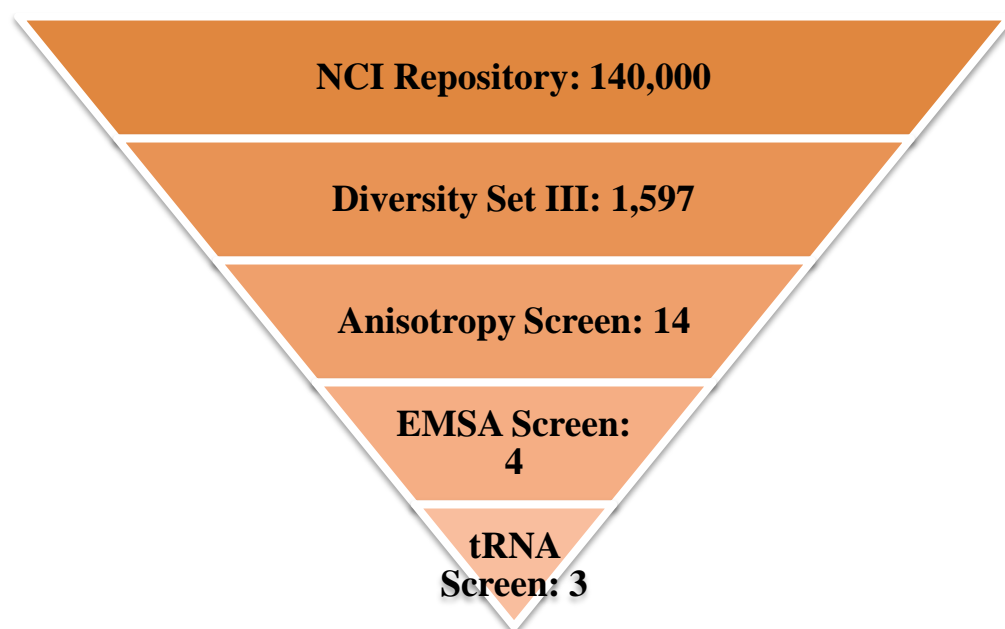 NCI Repository: 140,000
Diversity Set III: 1,597
Anisotropy Screen: 14
EMSA Screen:
4
tRNA
Screen: 3